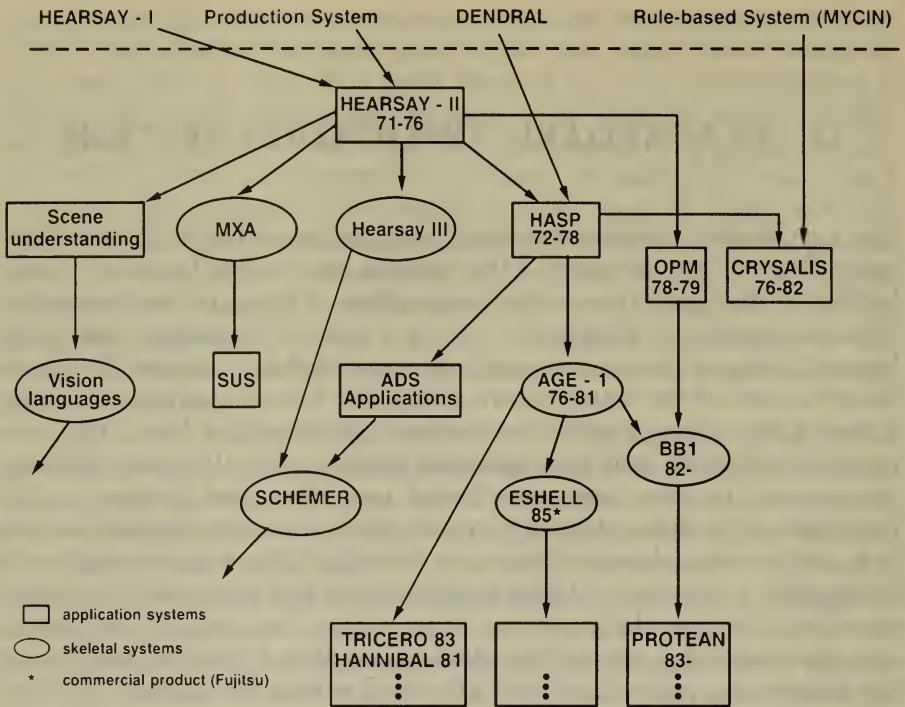 HEARSAY - I
Production System
DENDRAL
Rule-based System (MYCIN)
HEARSAY - II
71-76
Scene
understanding
MXA
Hearsay III
HASP
72-78
OPM
78-79
CRYSALIS
76-82
Vision
languages
SUS
ADS
Applications
AGE - 1
76-81
BB1
82-
SCHEMER
ESHELL
85*
TRICERO 83
HANNIBAL 81
PROTEAN
83-
application systems
skeletal systems
* commercial product (Fujitsu)